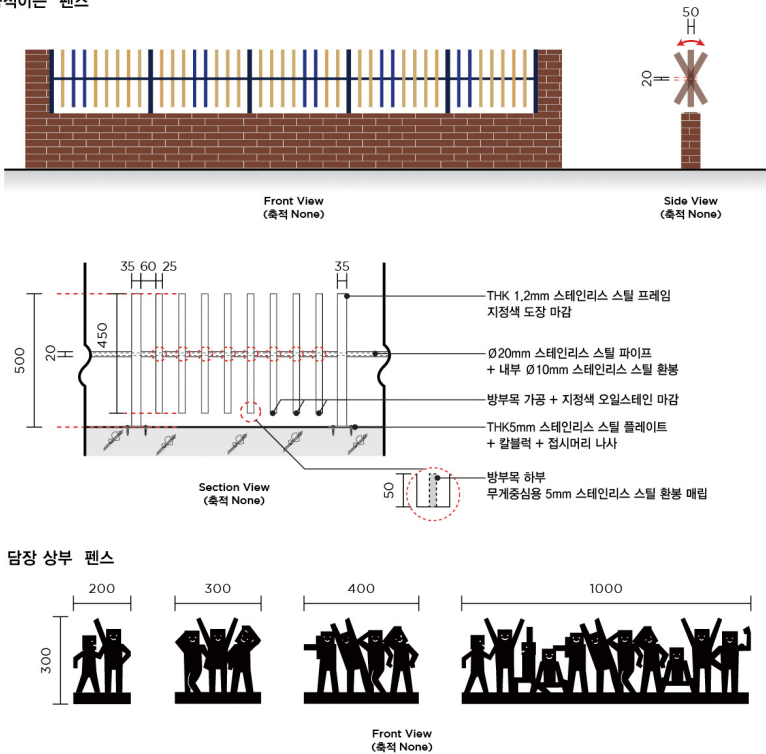 펜스
50
20
Front View
(축적 None)
Side View
(축적 None)
35 60 25
35
500
20
450
THK 1.2mm 스테인리스 스틸 프레임
지정색 도장 마감
Ø20mm 스테인리스 스틸 파이프
+ 내부 Ø10mm 스테인리스 스틸 환봉
방부목 가공 + 지정색 오일스테인 마감
THK5mm 스테인리스 스틸 플레이트
+ 칼블럭 + 접시머리 나사
50
방부목 하부
무게중심용 5mm 스테인리스 스틸 환봉 매립
Section View
(축적 None)
담장 상부 펜스
200
300
400
1000
300
Front View
(축적 None)